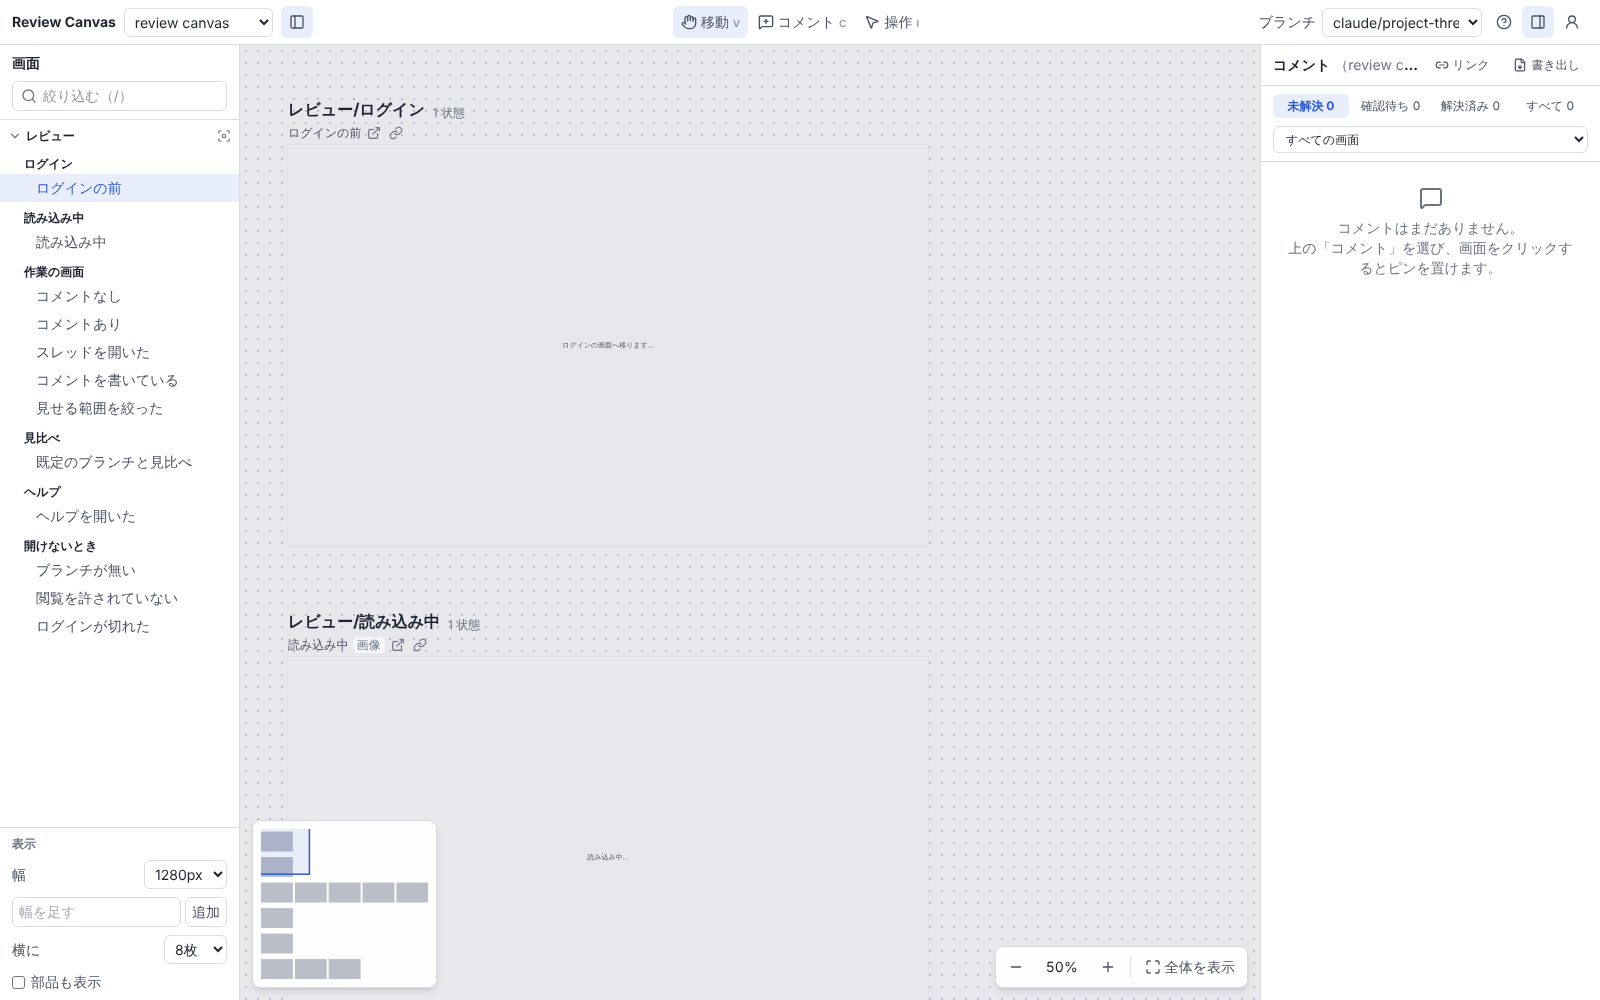 Review Canvas
review canvas
移動 V
コメント C
操作 I
ブランチ
claude/project-thre
画面
絞り込む（/）
レビュー
ログイン
ログインの前
読み込み中
読み込み中
作業の画面
コメントなし
コメントあり
スレッドを開いた
コメントを書いている
見せる範囲を絞った
見比べ
既定のブランチと見比べ
ヘルプ
ヘルプを開いた
開けないとき
ブランチが無い
閲覧を許されていない
ログインが切れた
表示
幅
1280px
幅を足す
追加
横に
8枚
部品も表示
レビュー/ログイン 1 状態
ログインの前
ログインの画面へ移ります…
レビュー/読み込み中 1 状態
読み込み中 画像
読み込み中…
50%
全体を表示
コメント （review c…
リンク
書き出し
未解決 0
確認待ち 0
解決済み 0
すべて 0
すべての画面
コメントはまだありません。
上の「コメント」を選び、画面をクリックす
るとピンを置けます。